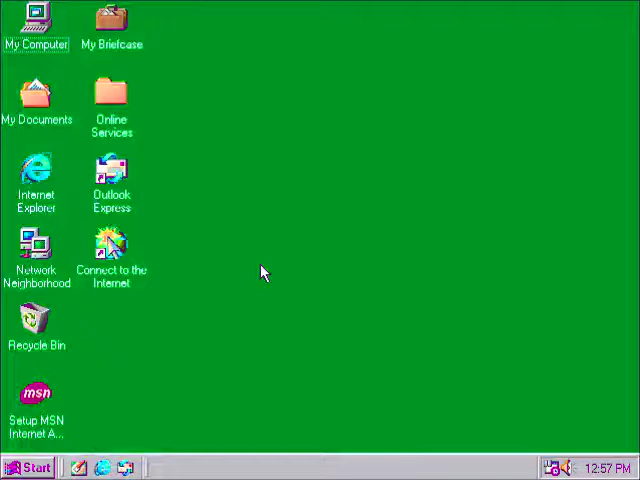 My Computer
My Briefcase
My Documents
Online
Services
Internet
Explorer
Outlook
Express
Network
Neighborhood
Connect to the
Internet
Recycle Bin
msn
Setup MSN
Internet A...
Start
12:57 PM